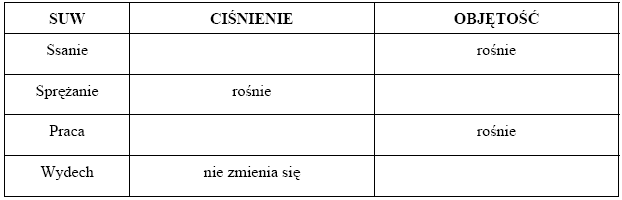 SUW CIŚNIENIE OBJĘTOŚĆ
Ssanie rośnie
Sprężanie rośnie
Praca rośnie
Wydech nie zmienia się